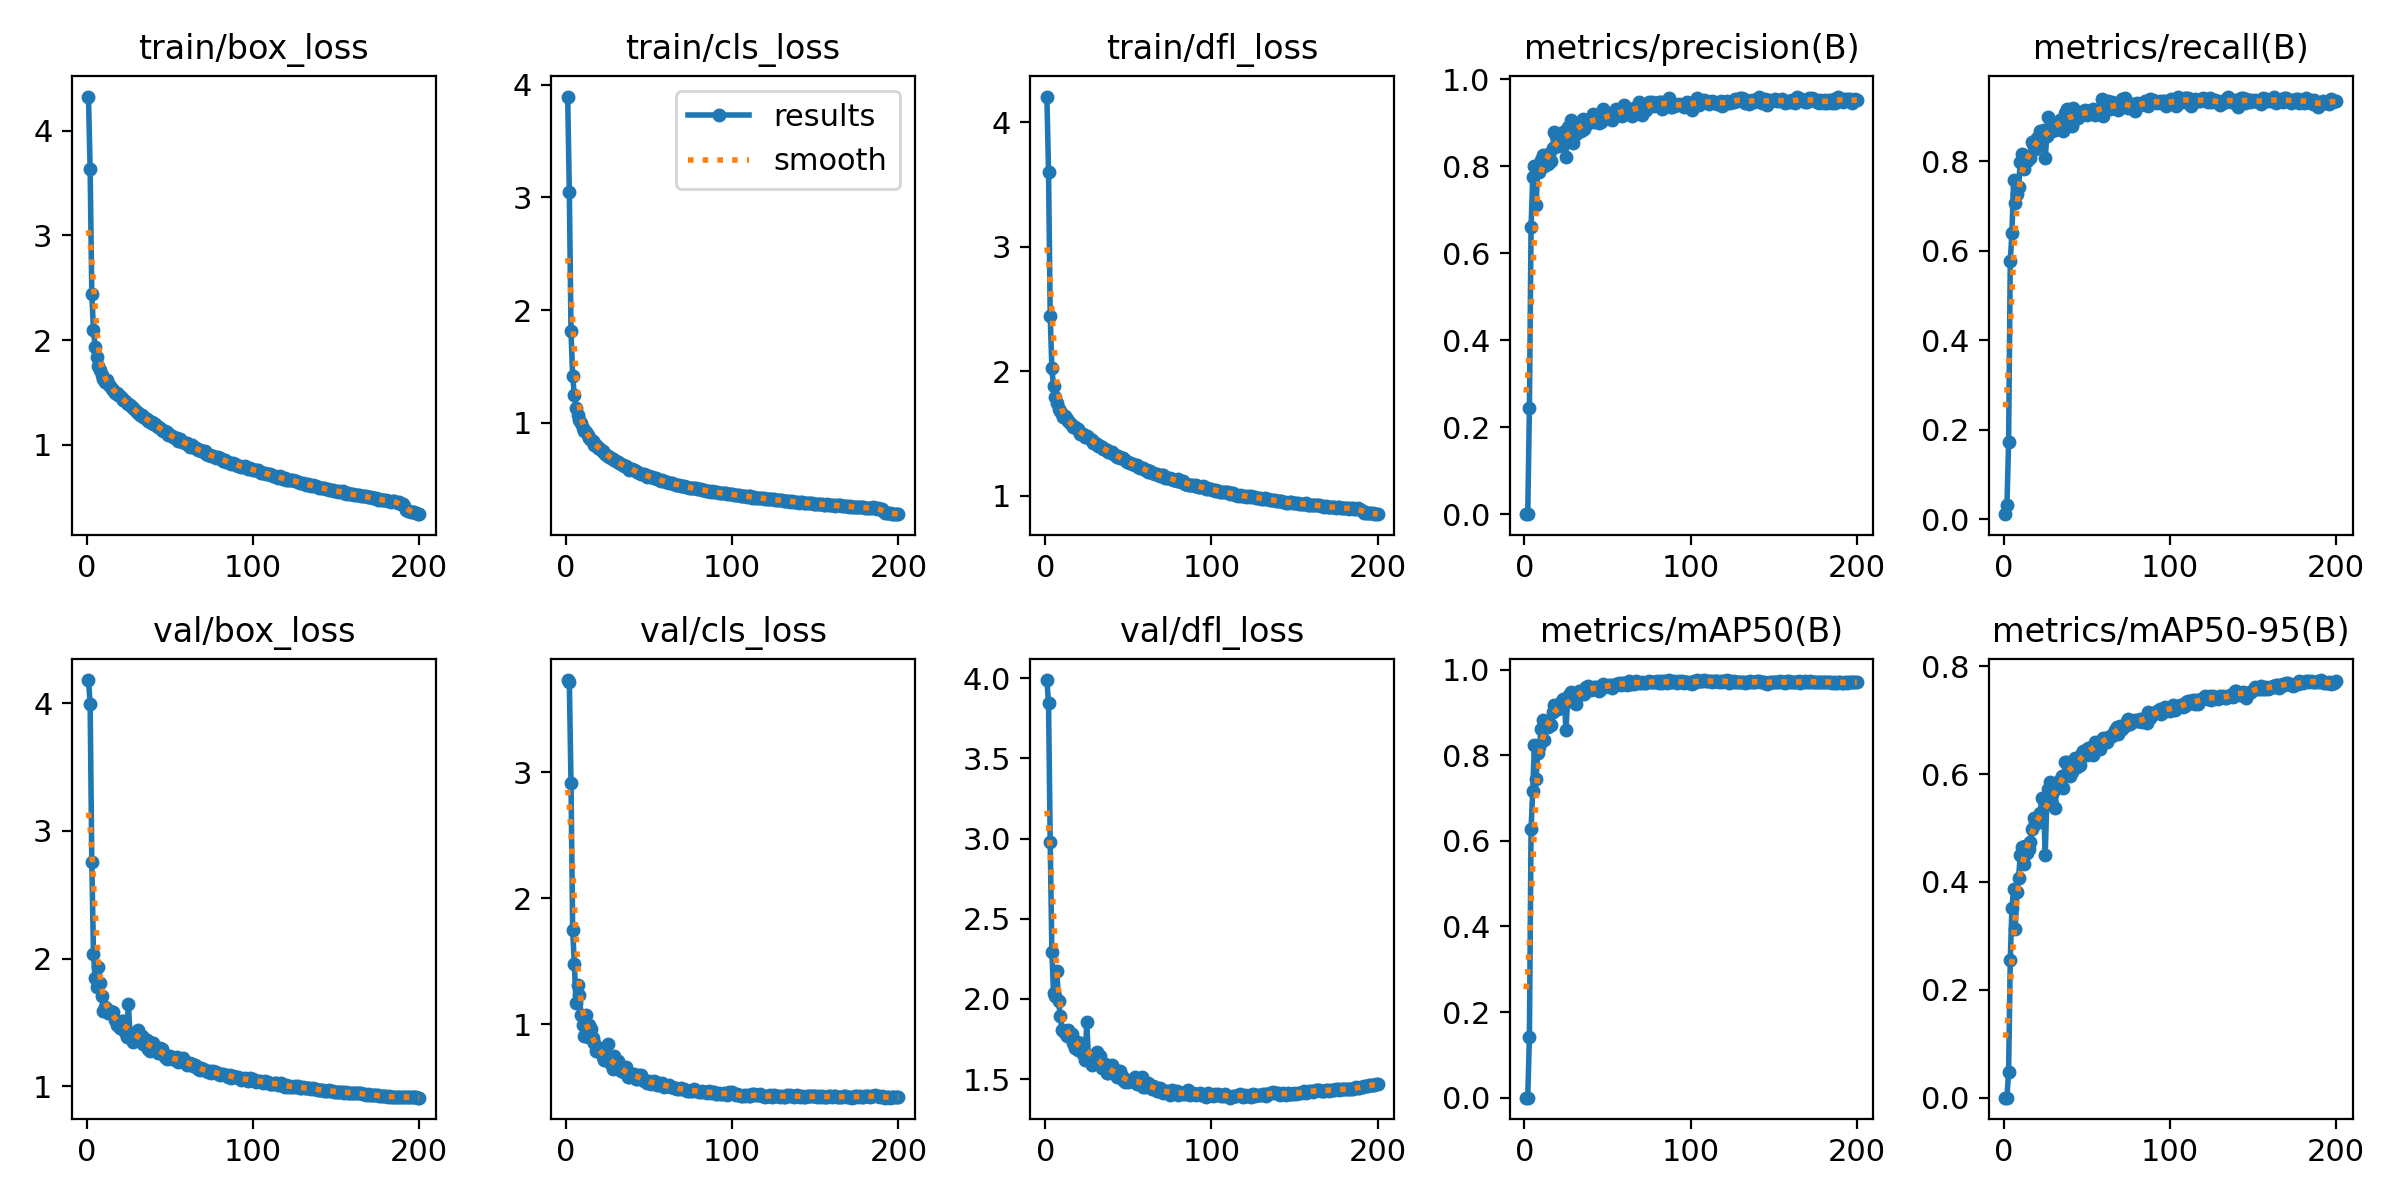 train/box_loss
4
3
2
1
0 100 200
train/cls_loss
results
smooth
4
3
2
1
0 100 200
train/dfl_loss
4
3
2
1
0 100 200
metrics/precision(B)
1.0
0.8
0.6
0.4
0.2
0.0
0 100 200
metrics/recall(B)
0.8
0.6
0.4
0.2
0.0
0 100 200
val/box_loss
4
3
2
1
0 100 200
val/cls_loss
3
2
1
0 100 200
val/dfl_loss
4.0
3.5
3.0
2.5
2.0
1.5
0 100 200
metrics/mAP50(B)
1.0
0.8
0.6
0.4
0.2
0.0
0 100 200
metrics/mAP50-95(B)
0.8
0.6
0.4
0.2
0.0
0 100 200